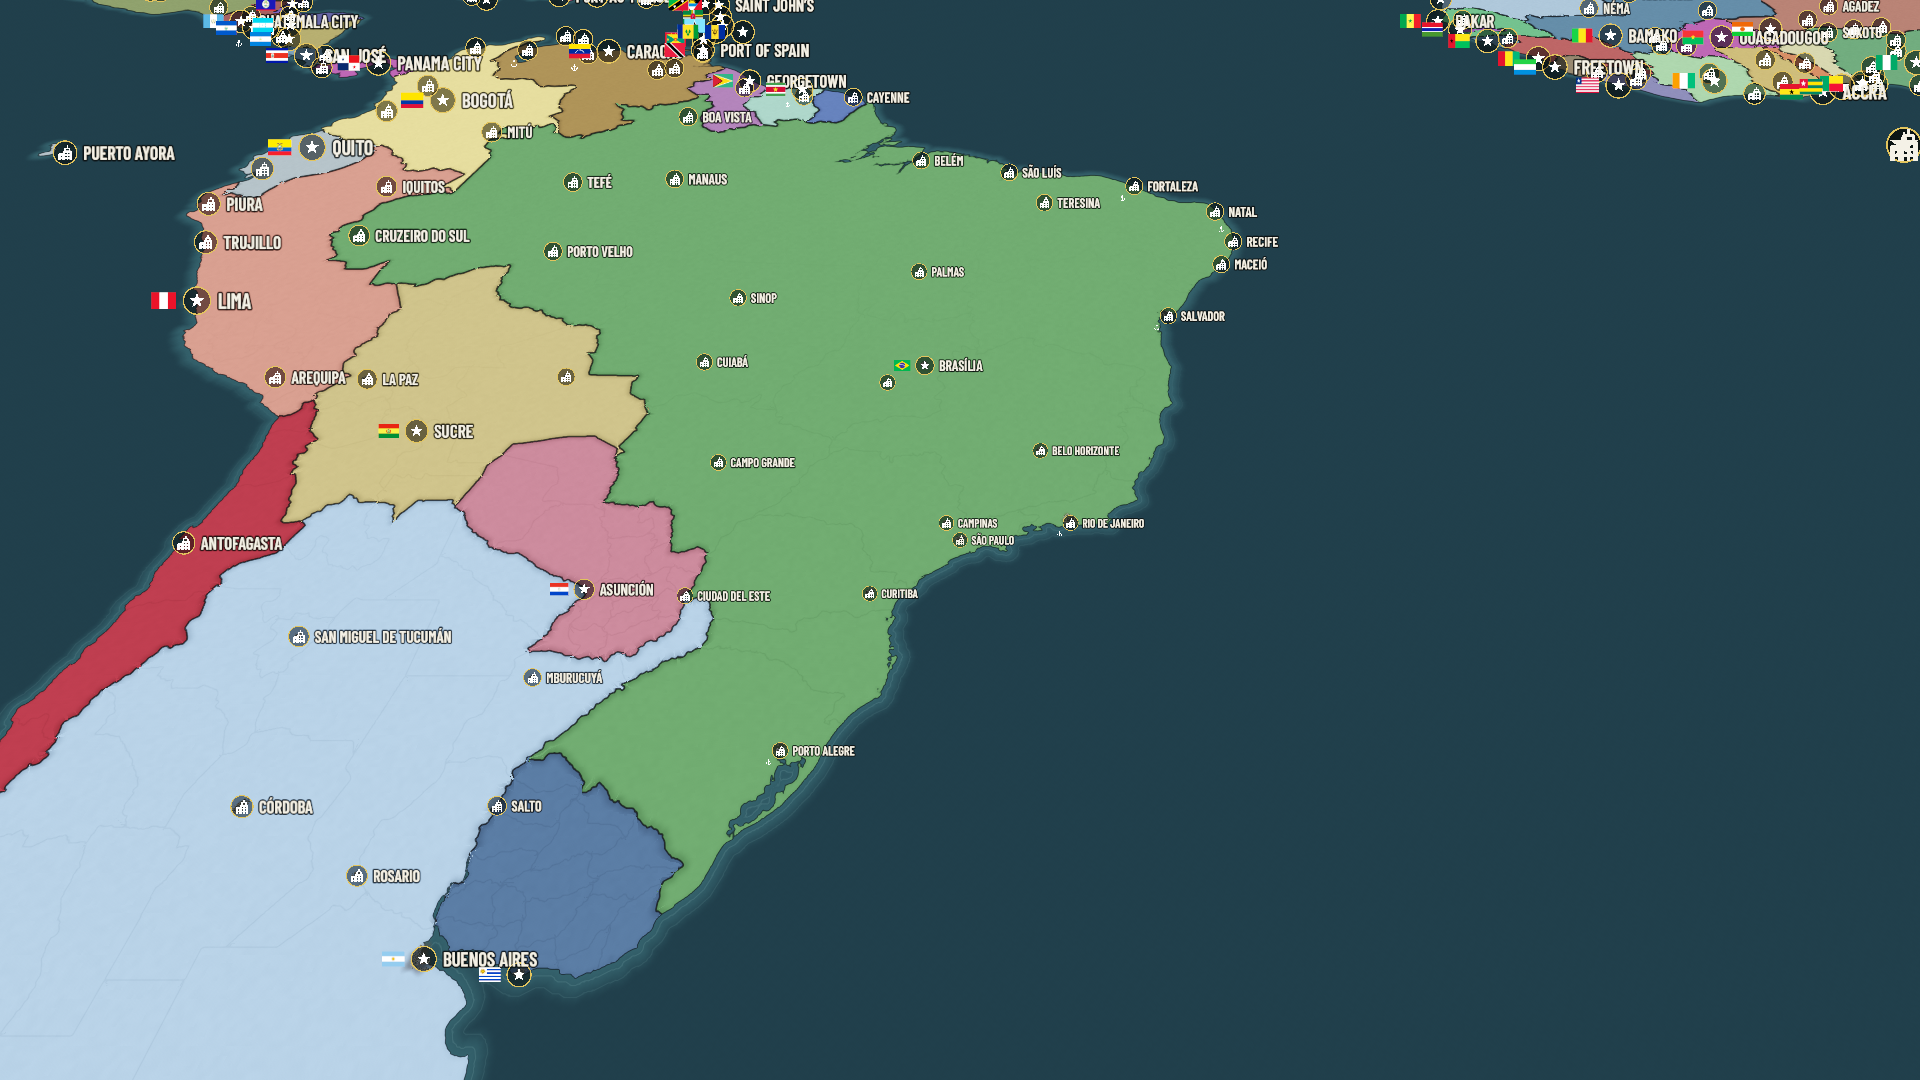 SAINT JOHN'S
NÉMA
AGADEZ
GUATEMALA CITY
DAKAR
BAMAKO
OUAGADOUGOU
SOKOTO
SAN JOSÉ
PANAMA CITY
PORT OF SPAIN
FREETOWN
GEORGETOWN
ACCRA
BOGOTÁ
CAYENNE
BOA VISTA
MITÚ
QUITO
PUERTO AYORA
BELÉM
SÃO LUÍS
IQUITOS
TEFÉ
MANAUS
FORTALEZA
PIURA
TERESINA
NATAL
TRUJILLO
CRUZEIRO DO SUL
PORTO VELHO
RECIFE
MACEIÓ
PALMAS
LIMA
SINOP
SALVADOR
CUIABÁ
BRASÍLIA
AREQUIPA
LA PAZ
SUCRE
BELO HORIZONTE
CAMPO GRANDE
CAMPINAS
RIO DE JANEIRO
ANTOFAGASTA
SÃO PAULO
ASUNCIÓN
CIUDAD DEL ESTE
CURITIBA
SAN MIGUEL DE TUCUMÁN
MBURUCUYÁ
PORTO ALEGRE
CÓRDOBA
SALTO
ROSARIO
BUENOS AIRES